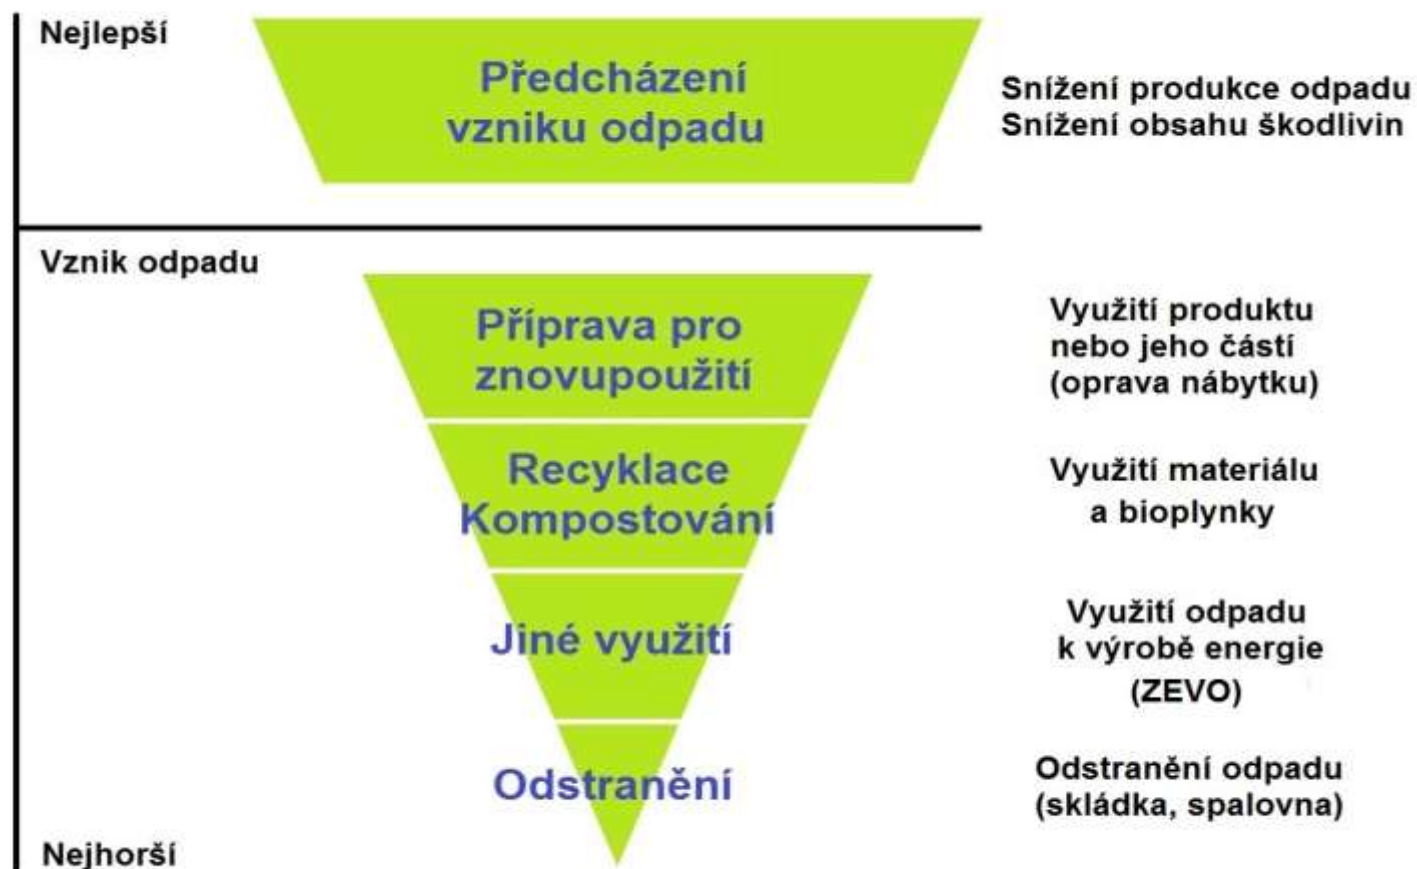 Nejlepší
Předcházení
vzniku odpadu
Snížení produkce odpadu
Snížení obsahu škodlivin
Vznik odpadu
Příprava pro
znovupoužití
Využití produktu
nebo jeho částí
(oprava nábytku)
Recyklace
Kompostování
Využití materiálu
a bioplynky
Jiné využití
Využití odpadu
k výrobě energie
(ZEVO)
Odstranění
Odstranění odpadu
(skládka, spalovna)
Nejhorší